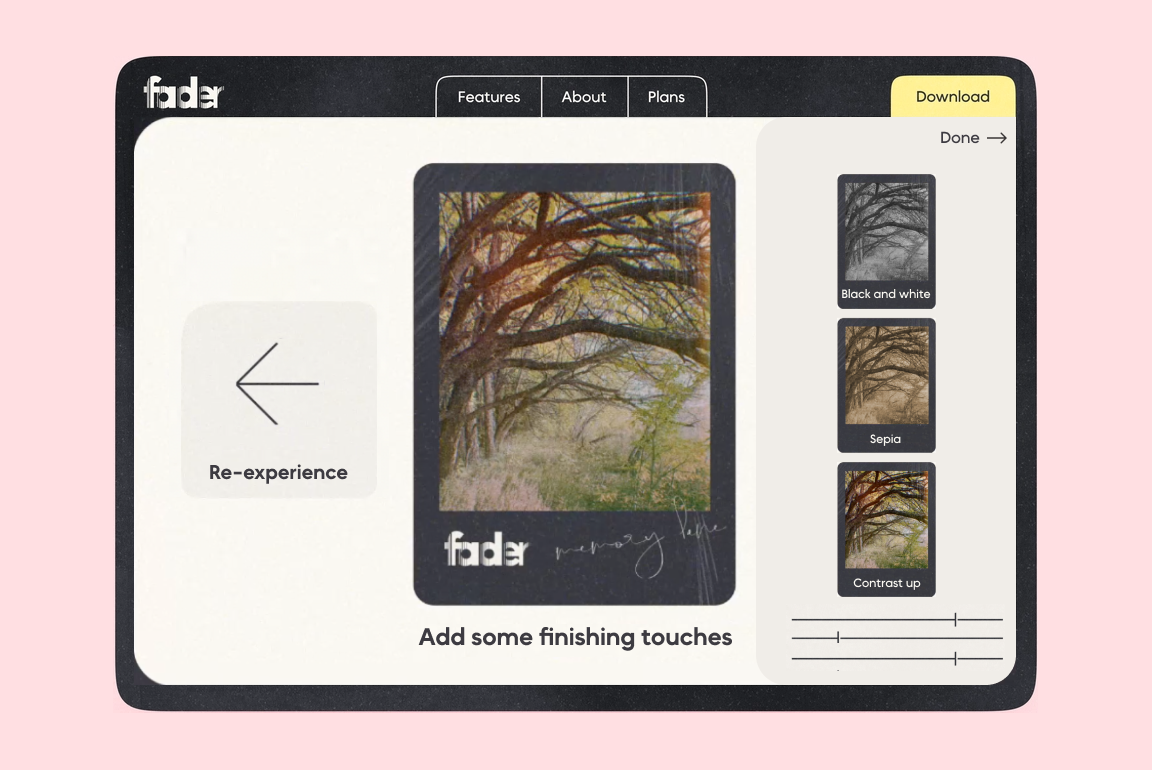 fader
Features
About
Plans
Download
Done
Black and white
Sepia
Contrast up
Re-experience
fader
memory lane
Add some finishing touches